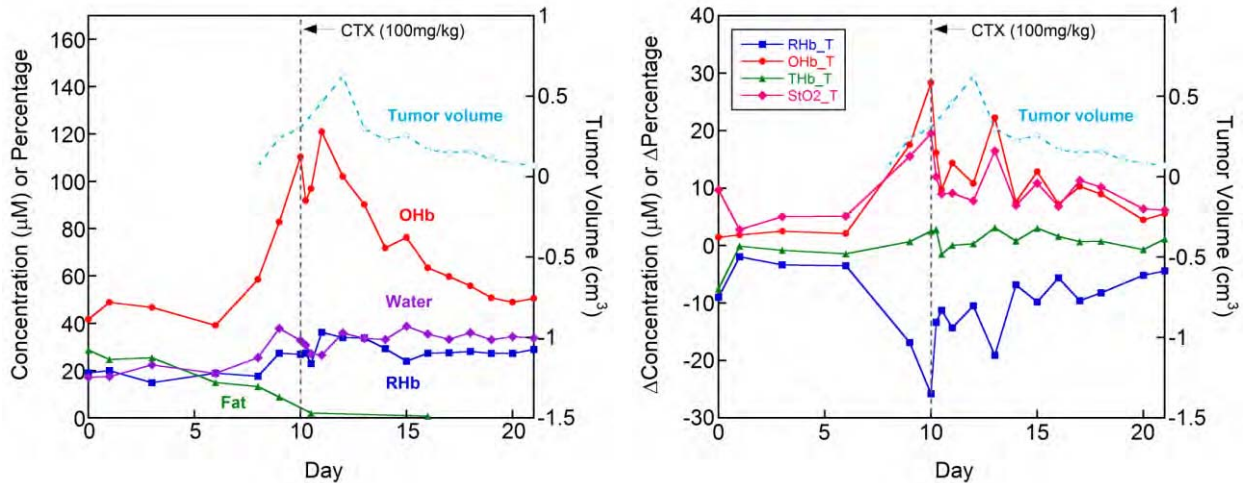 CTX (100mg/kg)
160
140
120
100
80
60
40
20
0
Concentration (μM) or Percentage
1
0.5
0
-0.5
-1
-1.5
Tumor Volume (cm³)
Tumor volume
OHb
Water
RHb
Fat
0
5
10
15
20
Day
CTX (100mg/kg)
40
30
20
10
0
-10
-20
-30
ΔConcentration (μM) or ΔPercentage
RHb_T
OHb_T
THb_T
StO2_T
Tumor volume
1
0.5
0
-0.5
-1
-1.5
Tumor Volume (cm³)
0
5
10
15
20
Day